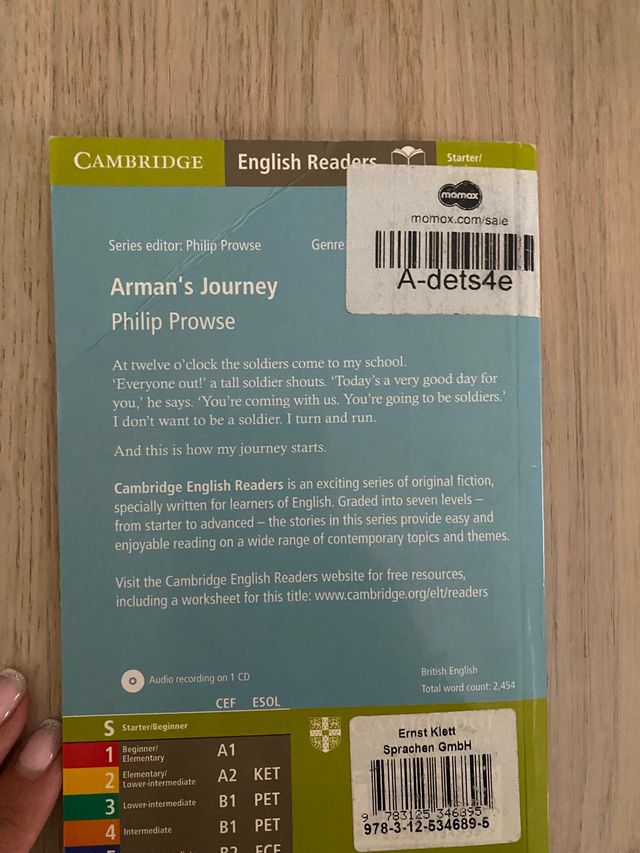 CAMBRIDGE English Readers Starter/
momox
momox.com/sale
A-dets4e
Series editor: Philip Prowse Genre:
Arman's Journey
Philip Prowse
At twelve o'clock the soldiers come to my school.
'Everyone out!' a tall soldier shouts. 'Today's a very good day for
you,' he says. 'You're coming with us. You're going to be soldiers.'
I don't want to be a soldier. I turn and run.
And this is how my journey starts.
Cambridge English Readers is an exciting series of original fiction,
specially written for learners of English. Graded into seven levels –
from starter to advanced – the stories in this series provide easy and
enjoyable reading on a wide range of contemporary topics and themes.
Visit the Cambridge English Readers website for free resources,
including a worksheet for this title: www.cambridge.org/elt/readers
Audio recording on 1 CD
British English
Total word count: 2,454
CEF ESOL
S Starter/Beginner
1 Beginner/
Elementary A1
2 Elementary/
Lower-intermediate A2 KET
3 Lower-intermediate B1 PET
4 Intermediate B1 PET
B2 FCE
Ernst Klett
Sprachen GmbH
9 783125 346895
978-3-12-534689-5